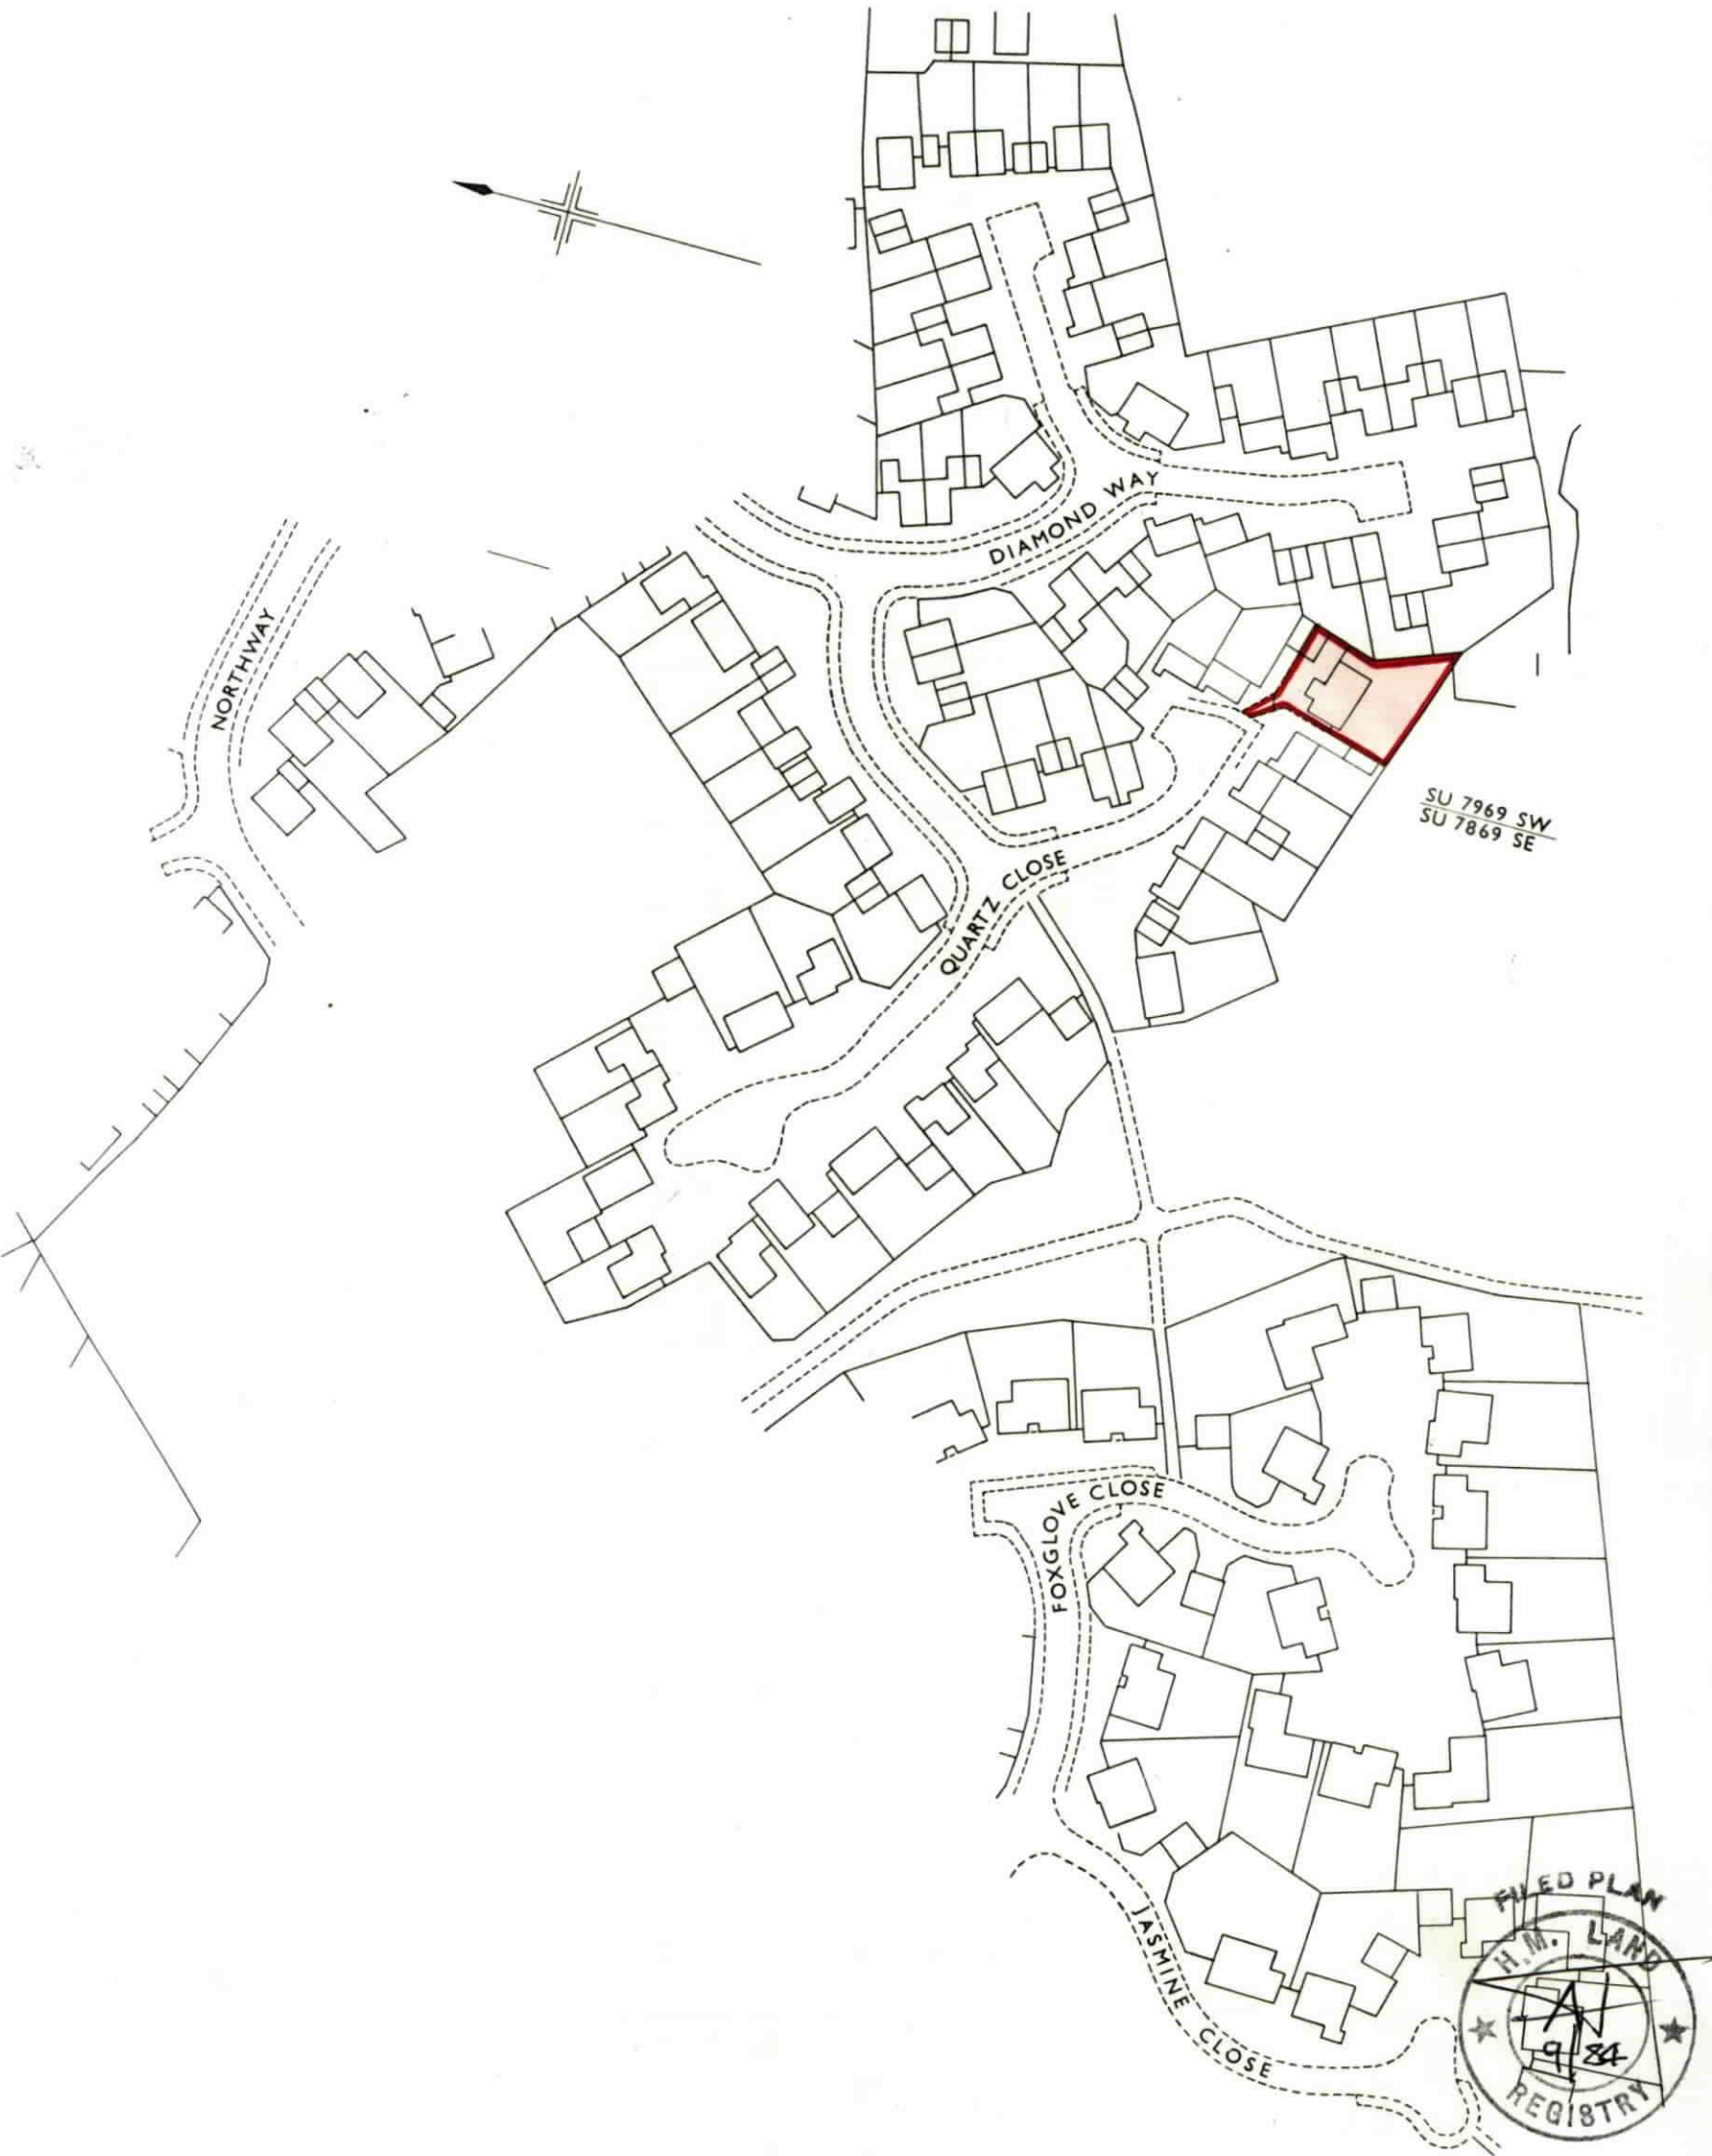 DIAMOND WAY
NORTHWAY
SU 7969 SW
SU 7869 SE
QUARTZ CLOSE
FOXGLOVE CLOSE
JASMINE CLOSE
FILED PLAN
H.M. LAND
AN
9/84
REGISTRY